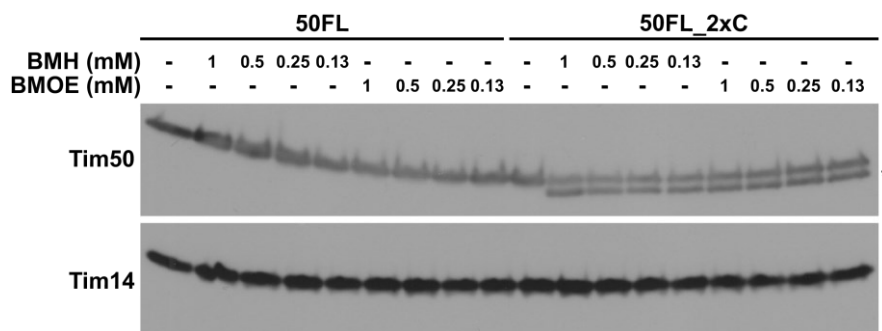 50FL 50FL_2xC
BMH (mM) - 1 0.5 0.25 0.13 - - - - - 1 0.5 0.25 0.13 - - - -
BMOE (mM) - - - - - 1 0.5 0.25 0.13 - - - - - 1 0.5 0.25 0.13
Tim50
Tim14